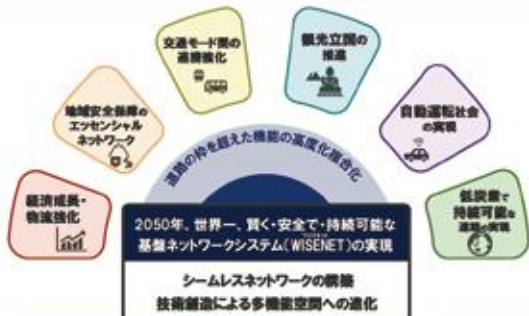 経済成長・
物流強化
地域安全保障の
エッセンシャル
ネットワーク
交通モード間の
連携強化
観光立国の
推進
自動運転社会
の実現
低炭素で
持続可能な
道路の実現
道路の枠を超えた機能の高度化複合化
2050年、世界一、賢く・安全で・持続可能な
基盤ネットワークシステム(WISENET)の実現
シームレスネットワークの構築
技術創造による多機能空間への進化